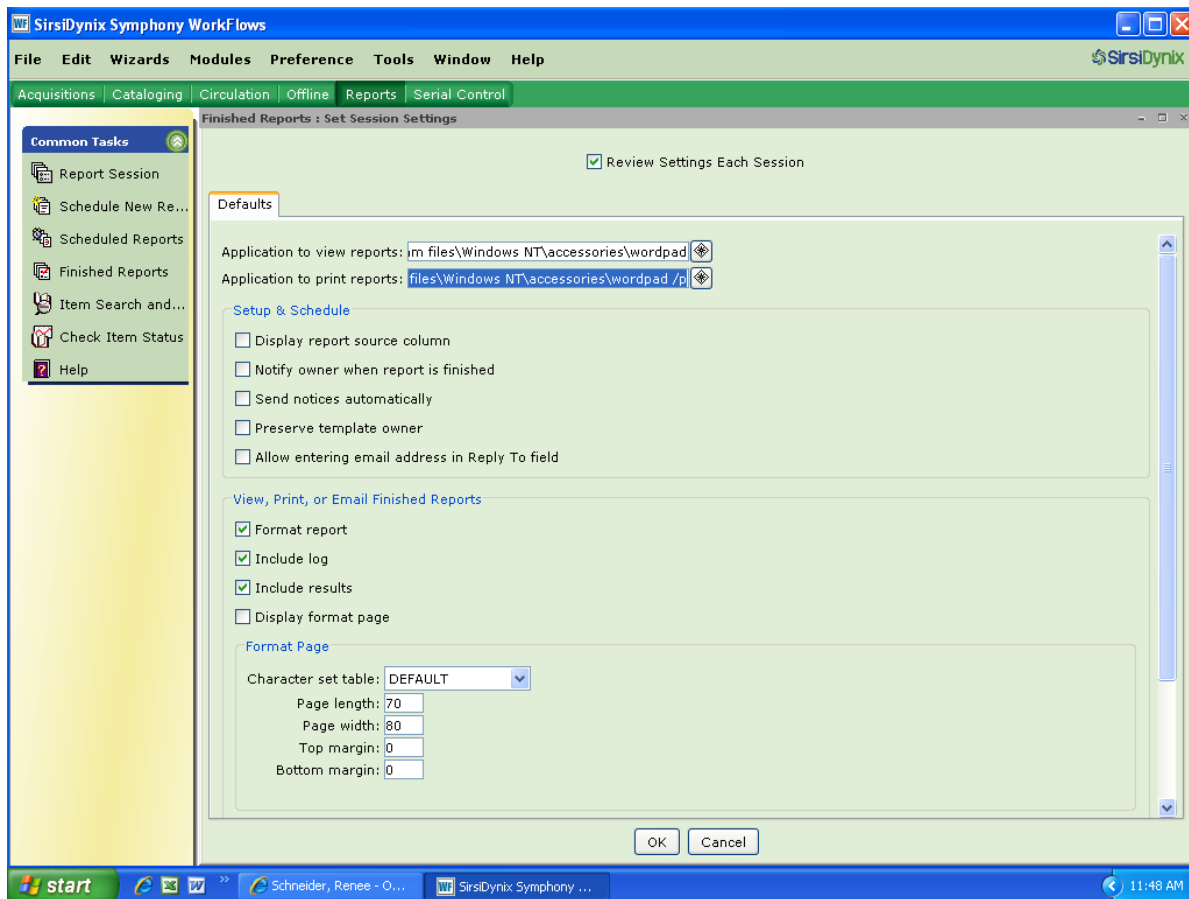 WF SirsiDynix Symphony WorkFlows
File Edit Wizards Modules Preference Tools Window Help
SirsiDynix
Acquisitions Cataloging Circulation Offline Reports Serial Control
Finished Reports : Set Session Settings
Common Tasks
Report Session
Schedule New Re...
Scheduled Reports
Finished Reports
Item Search and...
Check Item Status
Help
Review Settings Each Session
Defaults
Application to view reports: m files\Windows NT\accessories\wordpad
Application to print reports: files\Windows NT\accessories\wordpad /p
Setup & Schedule
Display report source column
Notify owner when report is finished
Send notices automatically
Preserve template owner
Allow entering email address in Reply To field
View, Print, or Email Finished Reports
Format report
Include log
Include results
Display format page
Format Page
Character set table: DEFAULT
Page length: 70
Page width: 80
Top margin: 0
Bottom margin: 0
OK Cancel
start W » Schneider, Renee - O... WF SirsiDynix Symphony ... 11:48 AM